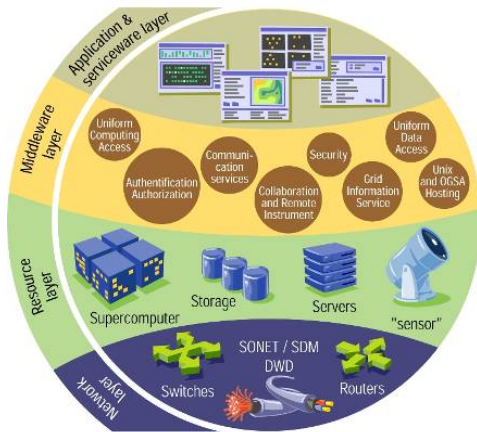 Application &
serviceware layer
Middleware
layer
Uniform
Computing
Access
Authentification
Authorization
Communi-
cation
services
Collaboration
and Remote
Instrument
Security
Grid
Information
Service
Uniform
Data
Access
Unix
and OGSA
Hosting
Resource
layer
Supercomputer
Storage
Servers
"sensor"
Network
layer
Switches
SONET / SDM
DWD
Routers